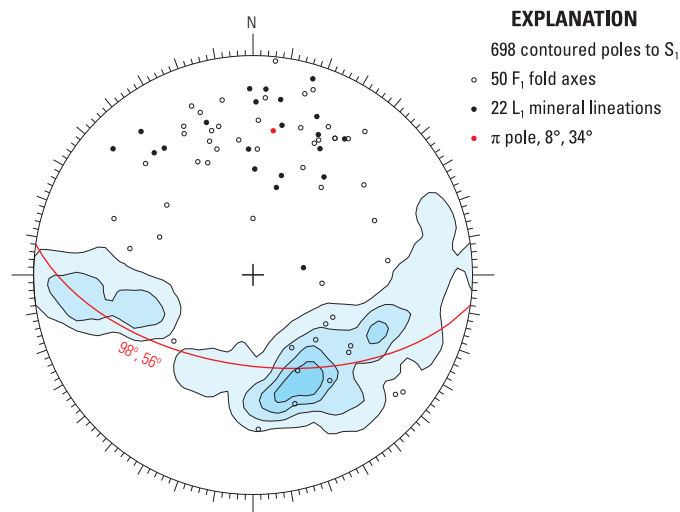 N
EXPLANATION
698 contoured poles to S₁
50 F₁ fold axes
22 L₁ mineral lineations
π pole, 8°, 34°
98°, 56°